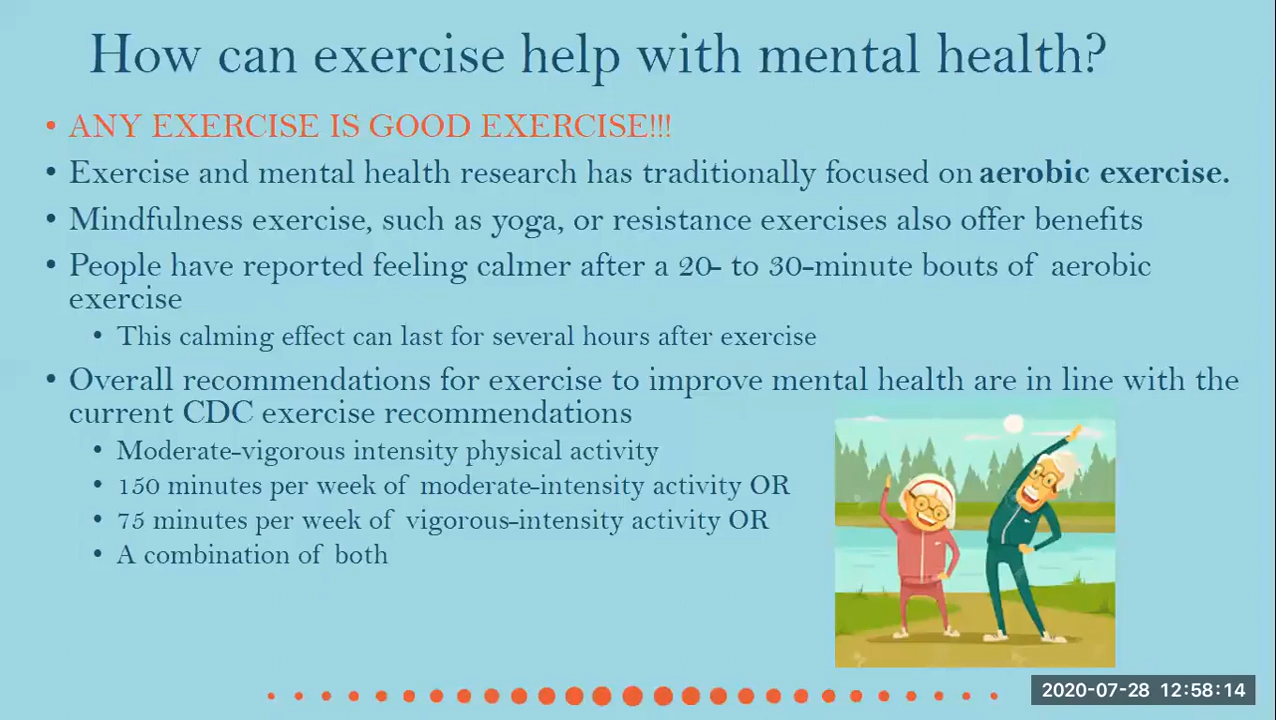 How can exercise help with mental health?
• ANY EXERCISE IS GOOD EXERCISE!!!
• Exercise and mental health research has traditionally focused on aerobic exercise.
• Mindfulness exercise, such as yoga, or resistance exercises also offer benefits
• People have reported feeling calmer after a 20- to 30-minute bouts of aerobic
exercise
• This calming effect can last for several hours after exercise
• Overall recommendations for exercise to improve mental health are in line with the
current CDC exercise recommendations
• Moderate-vigorous intensity physical activity
• 150 minutes per week of moderate-intensity activity OR
• 75 minutes per week of vigorous-intensity activity OR
• A combination of both
2020-07-28 12:58:14